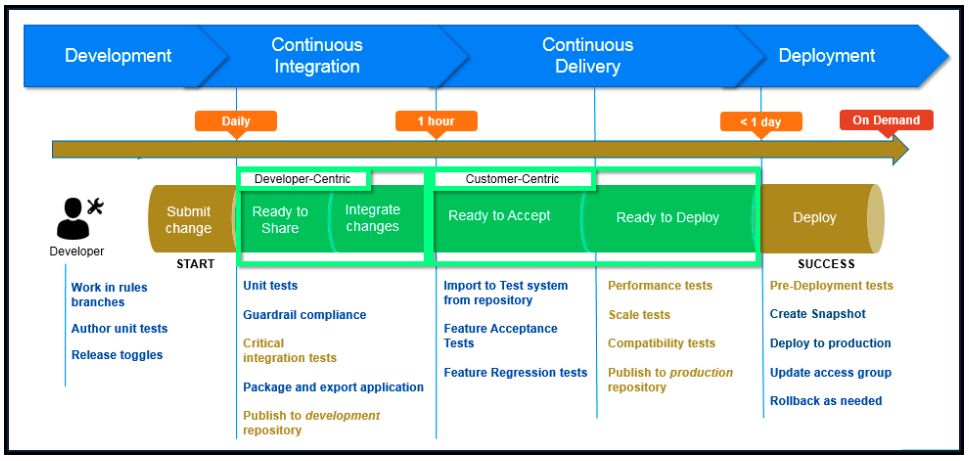 Development
Continuous
Integration
Continuous
Delivery
Deployment
Daily
1 hour
< 1 day
On Demand
Developer-Centric
Customer-Centric
Developer
Submit
change
Ready to
Share
Integrate
changes
Ready to Accept
Ready to Deploy
Deploy
START
SUCCESS
Work in rules
branches
Author unit tests
Release toggles
Unit tests
Guardrail compliance
Critical
integration tests
Package and export application
Publish to development
repository
Import to Test system
from repository
Feature Acceptance
Tests
Feature Regression tests
Performance tests
Scale tests
Compatibility tests
Publish to production
repository
Pre-Deployment tests
Create Snapshot
Deploy to production
Update access group
Rollback as needed